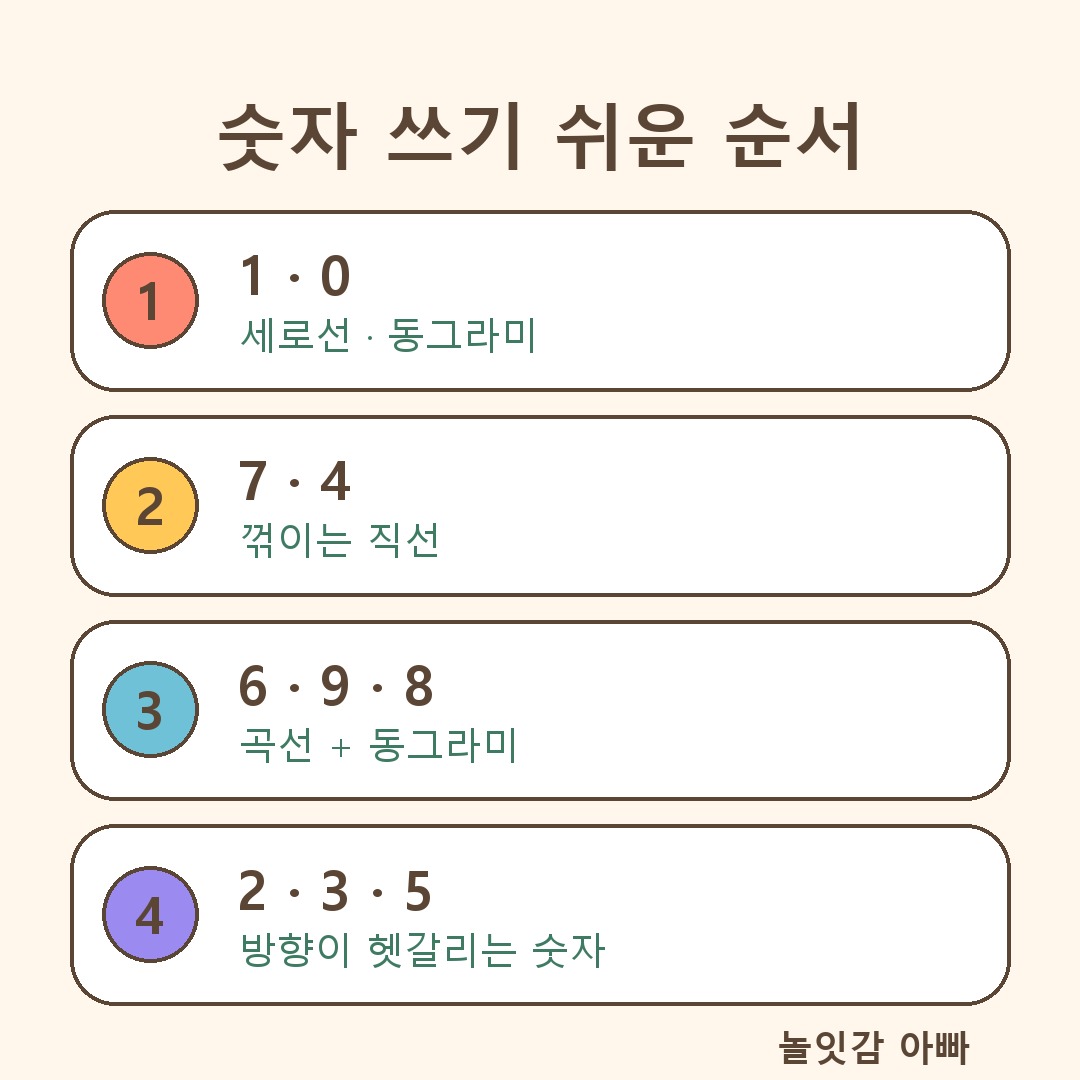 숫자 쓰기 쉬운 순서
1
1 · 0
세로선 · 동그라미
2
7 · 4
꺾이는 직선
3
6 · 9 · 8
곡선 + 동그라미
4
2 · 3 · 5
방향이 헷갈리는 숫자
놀잇감 아빠